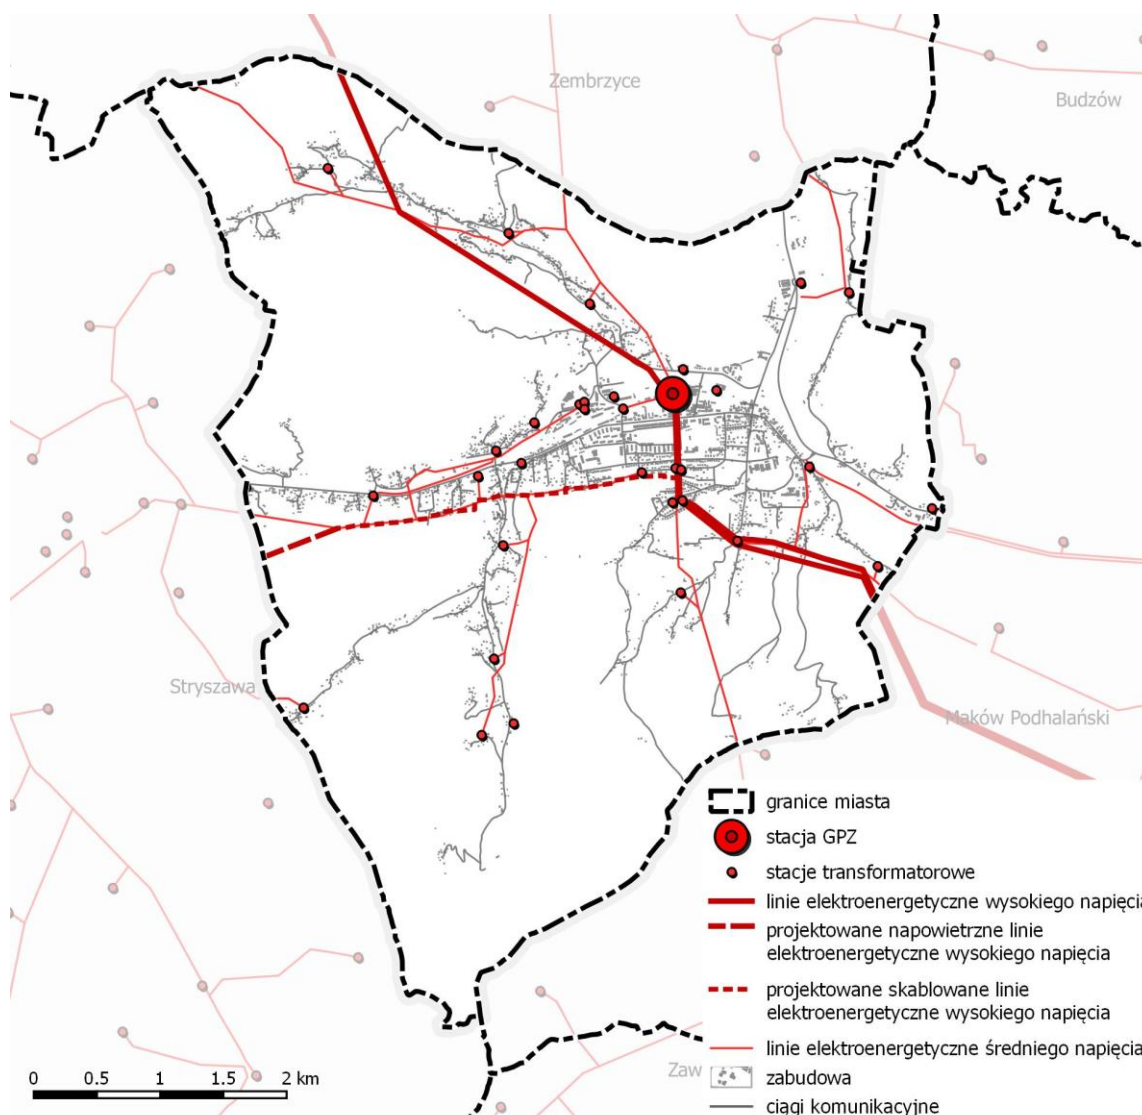 Zembrzyce
Budzów
Stryszawa
Maków Podhalański
Zaw
granice miasta
stacja GPZ
stacje transformatorowe
linie elektroenergetyczne wysokiego napięcia
projektowane napowietrzne linie
elektroenergetyczne wysokiego napięcia
projektowane skablowane linie
elektroenergetyczne wysokiego napięcia
linie elektroenergetyczne średniego napięcia
zabudowa
ciągi komunikacyjne
0 0.5 1 1.5 2 km